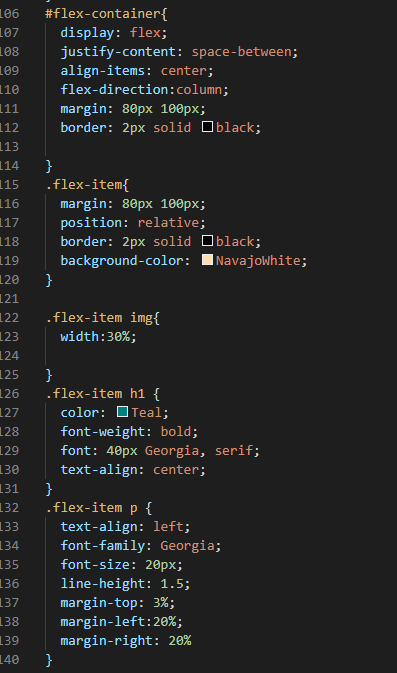 106 #flex-container{
107 display: flex;
108 justify-content: space-between;
109 align-items: center;
110 flex-direction:column;
111 margin: 80px 100px;
112 border: 2px solid black;
113
114 }
115 .flex-item{
116 margin: 80px 100px;
117 position: relative;
118 border: 2px solid black;
119 background-color: NavajoWhite;
120 }
121
122 .flex-item img{
123 width:30%;
124
125 }
126 .flex-item h1 {
127 color: Teal;
128 font-weight: bold;
129 font: 40px Georgia, serif;
130 text-align: center;
131 }
132 .flex-item p {
133 text-align: left;
134 font-family: Georgia;
135 font-size: 20px;
136 line-height: 1.5;
137 margin-top: 3%;
138 margin-left:20%;
139 margin-right: 20%
140 }